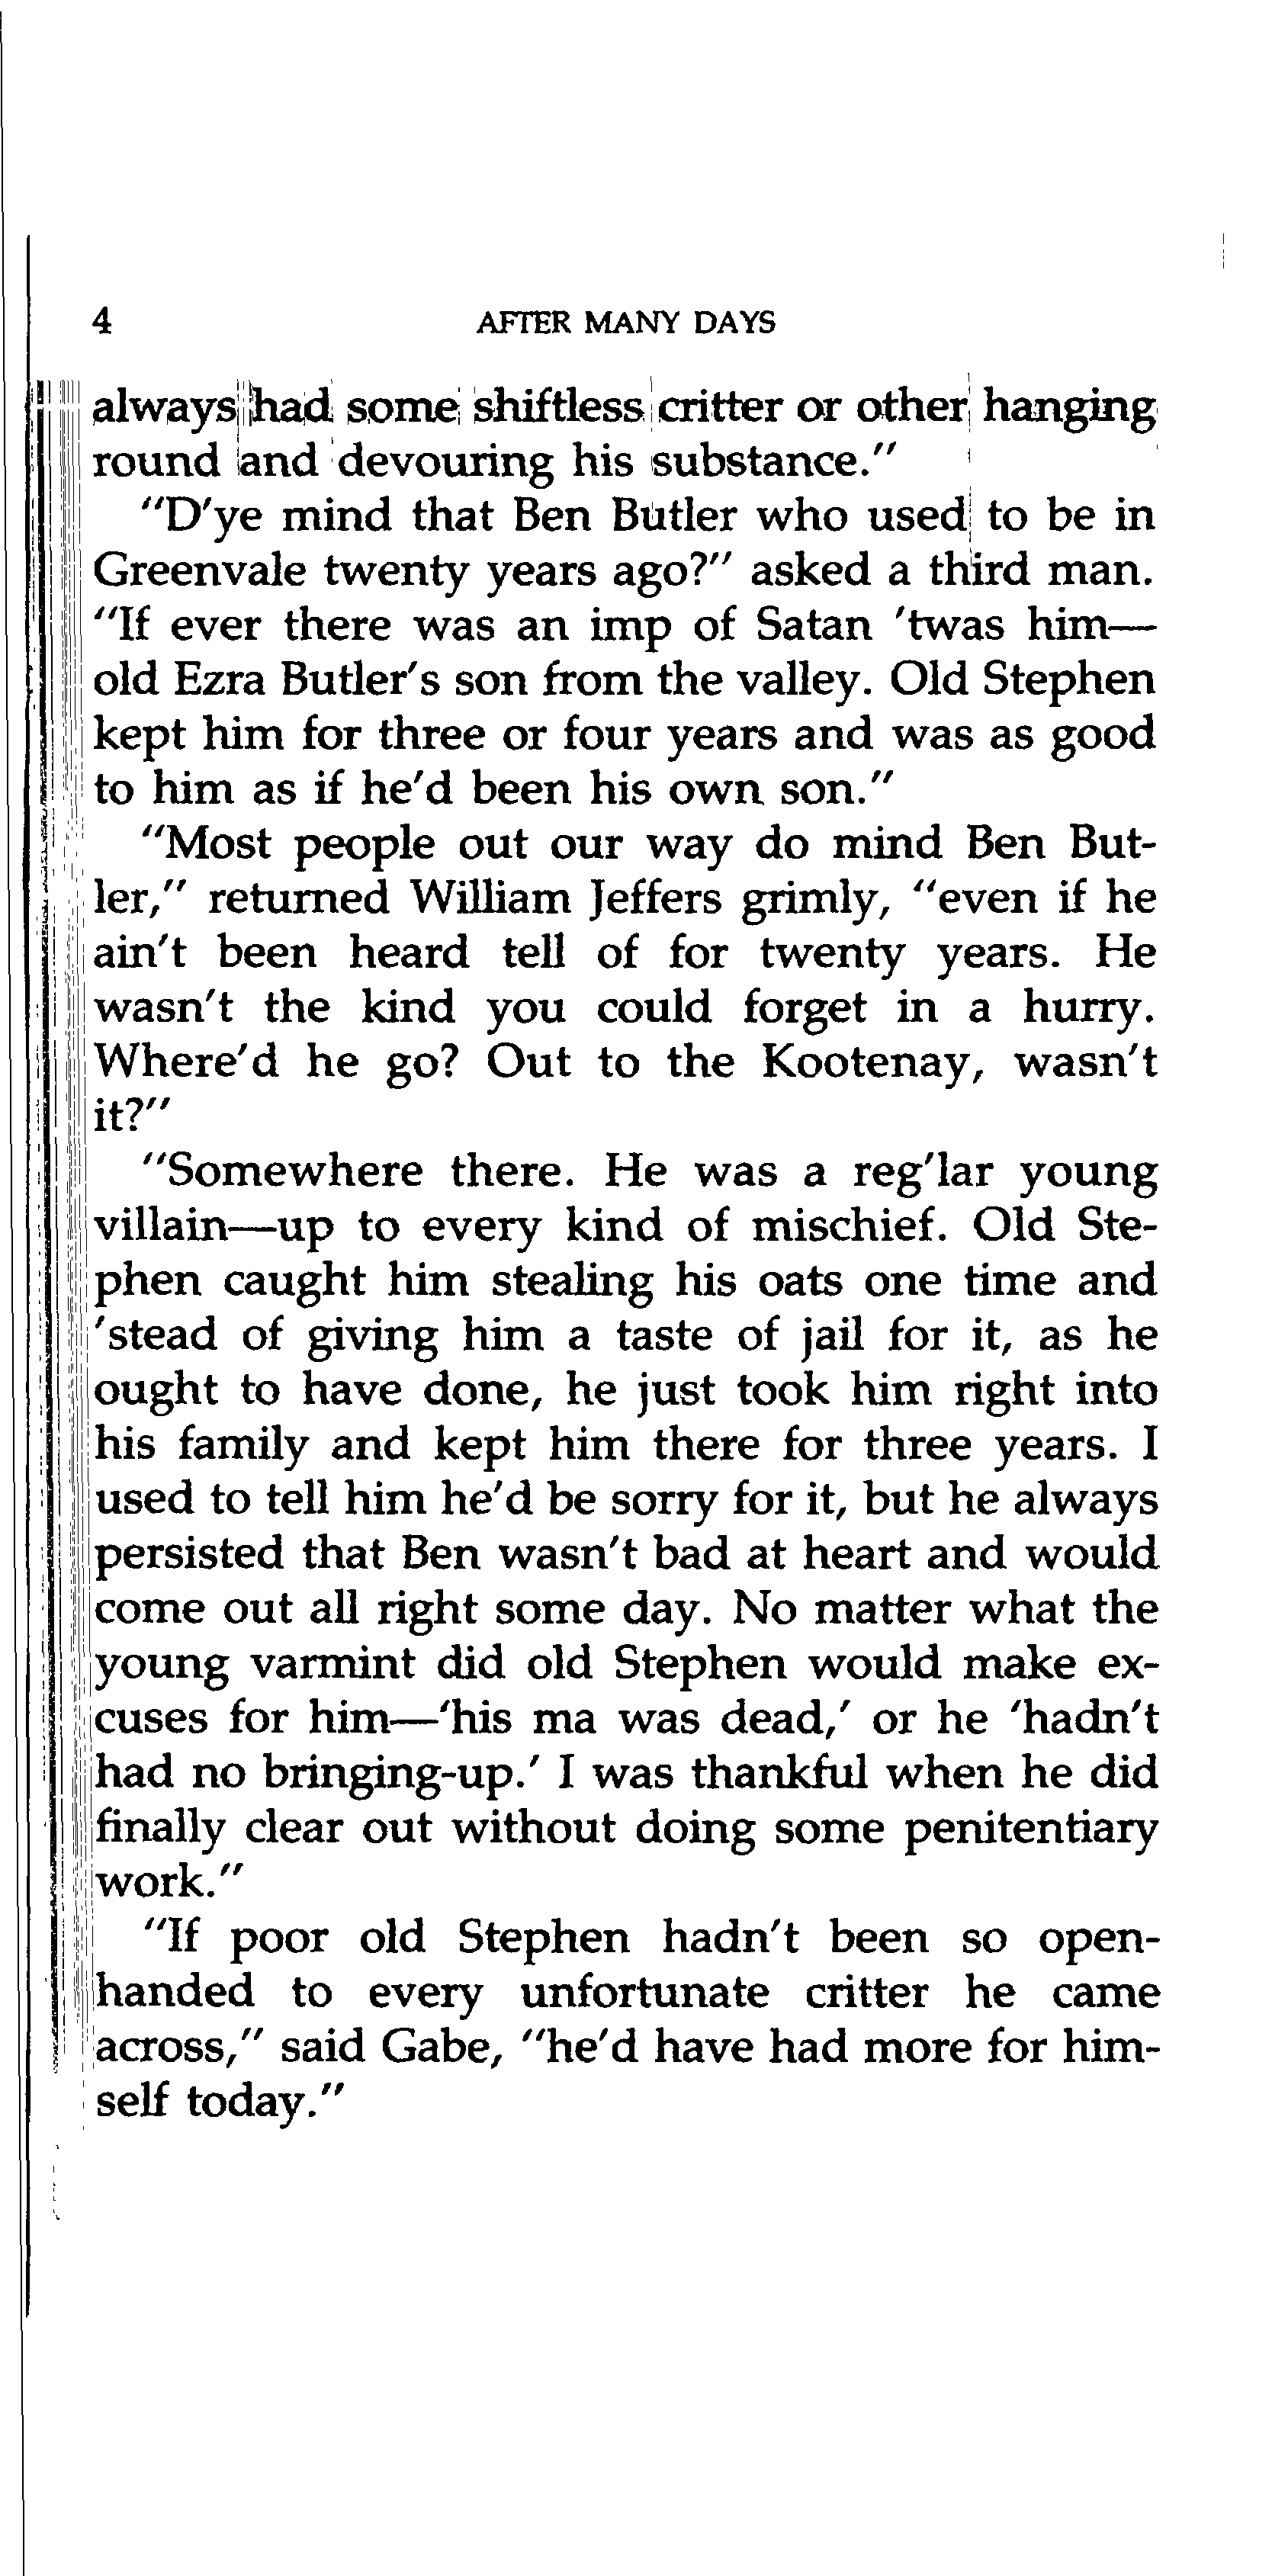 4 AFTER MANY DAYS
always had some shiftless critter or other hanging
round and devouring his substance."
"D'ye mind that Ben Butler who used to be in
Greenvale twenty years ago?" asked a third man.
"If ever there was an imp of Satan 'twas him—
old Ezra Butler's son from the valley. Old Stephen
kept him for three or four years and was as good
to him as if he'd been his own son."
"Most people out our way do mind Ben But-
ler," returned William Jeffers grimly, "even if he
ain't been heard tell of for twenty years. He
wasn't the kind you could forget in a hurry.
Where'd he go? Out to the Kootenay, wasn't
it?"
"Somewhere there. He was a reg'lar young
villain—up to every kind of mischief. Old Ste-
phen caught him stealing his oats one time and
'stead of giving him a taste of jail for it, as he
ought to have done, he just took him right into
his family and kept him there for three years. I
used to tell him he'd be sorry for it, but he always
persisted that Ben wasn't bad at heart and would
come out all right some day. No matter what the
young varmint did old Stephen would make ex-
cuses for him—'his ma was dead,' or he 'hadn't
had no bringing-up.' I was thankful when he did
finally clear out without doing some penitentiary
work."
"If poor old Stephen hadn't been so open-
handed to every unfortunate critter he came
across," said Gabe, "he'd have had more for him-
self today."